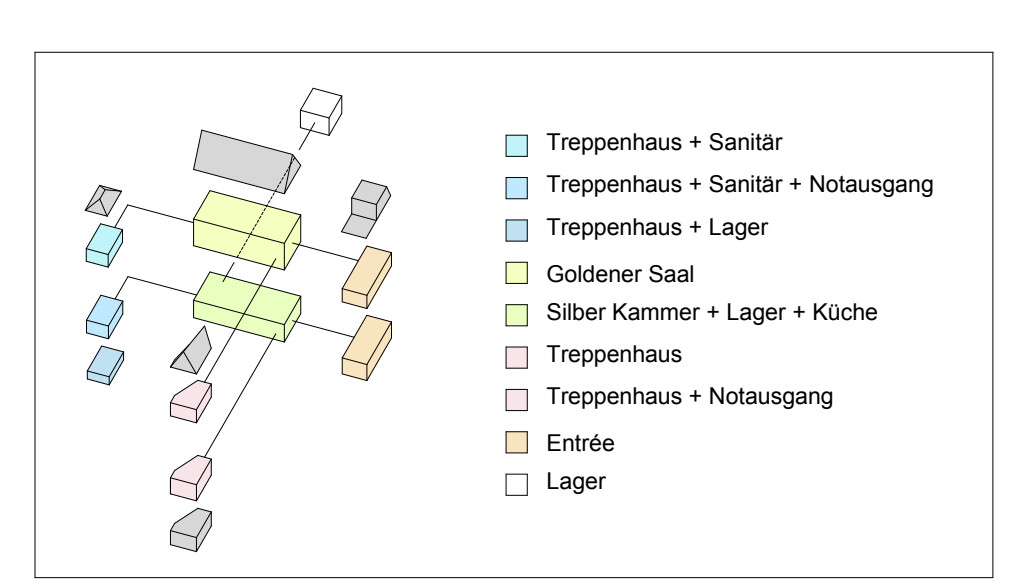 Treppenhaus + Sanitär
Treppenhaus + Sanitär + Notausgang
Treppenhaus + Lager
Goldener Saal
Silber Kammer + Lager + Küche
Treppenhaus
Treppenhaus + Notausgang
Entrée
Lager